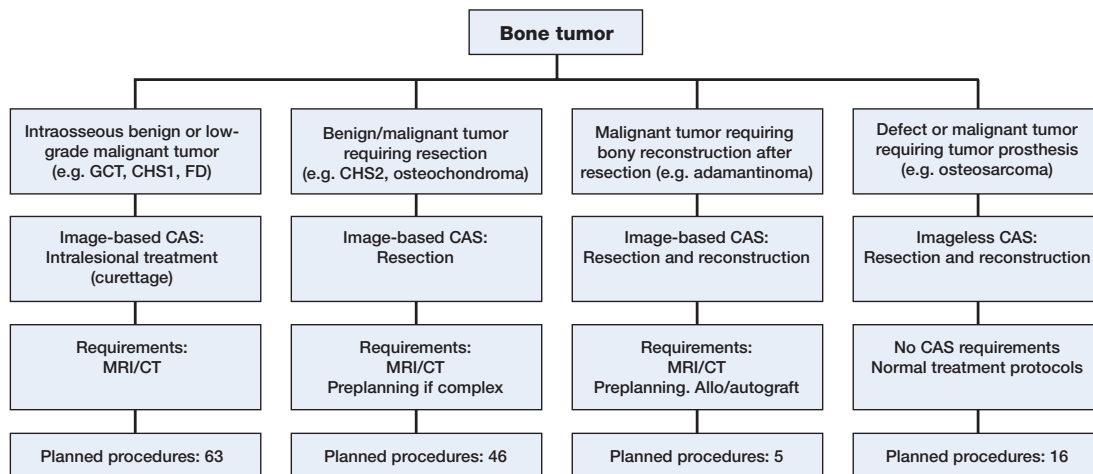 Bone tumor
Intraosseous benign or low-
grade malignant tumor
(e.g. GCT, CHS1, FD)
Benign/malignant tumor
requiring resection
(e.g. CHS2, osteochondroma)
Malignant tumor requiring
bony reconstruction after
resection (e.g. adamantinoma)
Defect or malignant tumor
requiring tumor prosthesis
(e.g. osteosarcoma)
Image-based CAS:
Intralesional treatment
(curettage)
Image-based CAS:
Resection
Image-based CAS:
Resection and reconstruction
Imageless CAS:
Resection and reconstruction
Requirements:
MRI/CT
Requirements:
MRI/CT
Preplanning if complex
Requirements:
MRI/CT
Preplanning. Allo/autograft
No CAS requirements
Normal treatment protocols
Planned procedures: 63
Planned procedures: 46
Planned procedures: 5
Planned procedures: 16